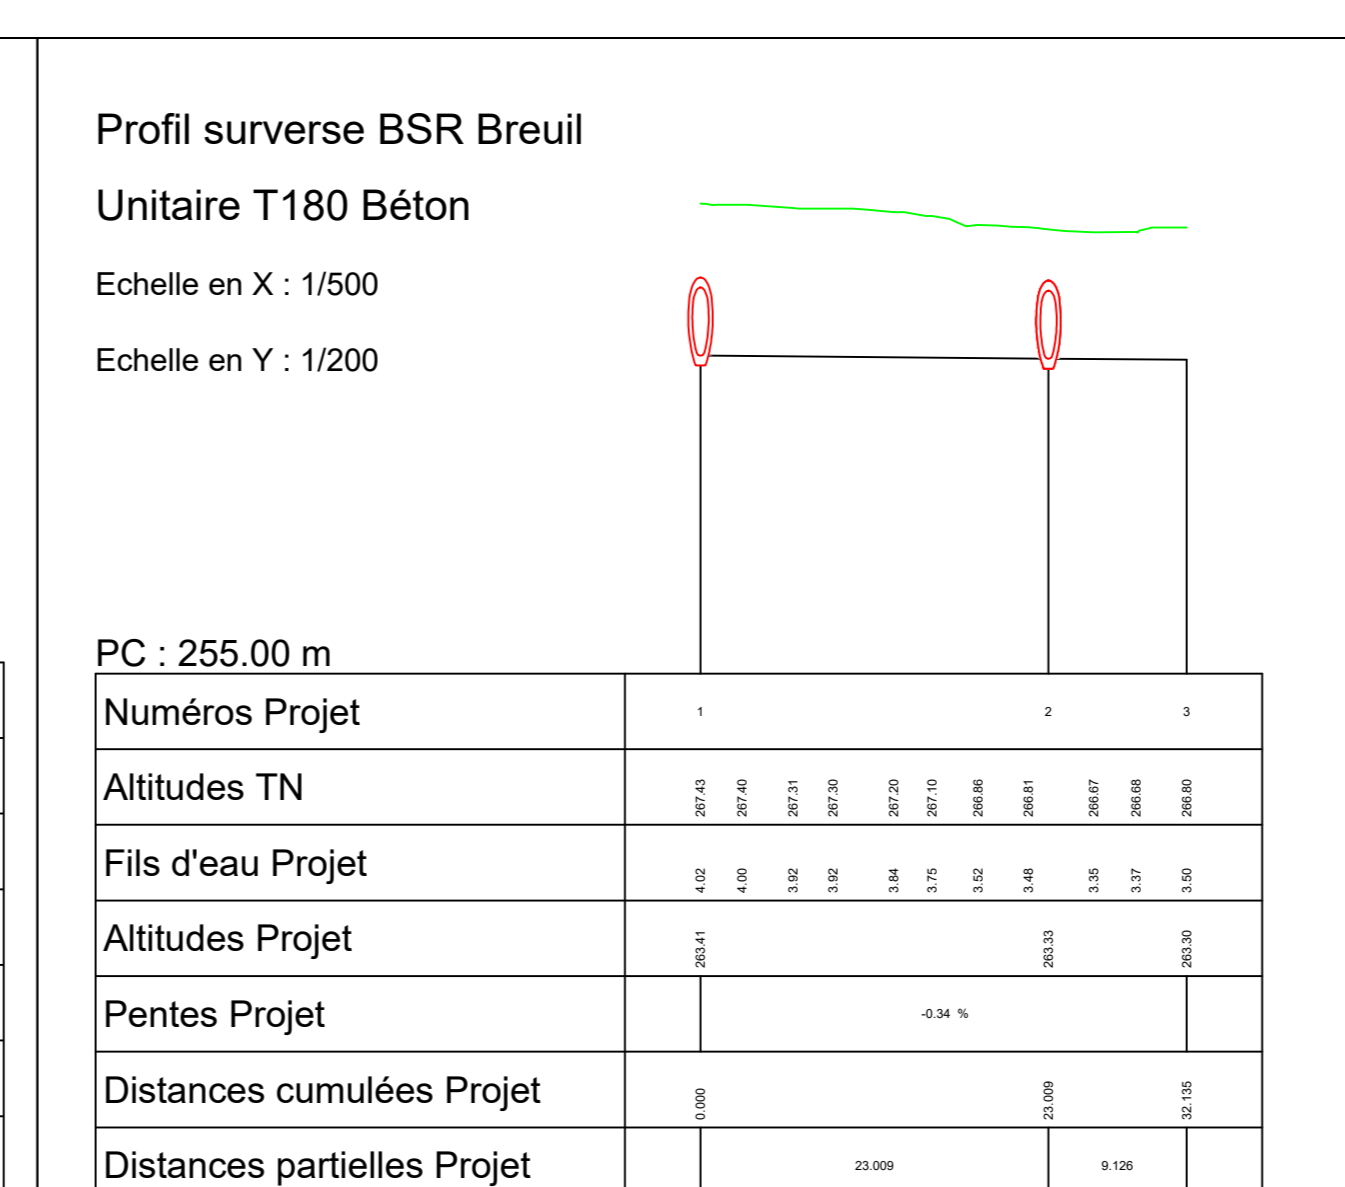 Profil surverse BSR Breuil
Unitaire T180 Béton
Echelle en X : 1/500
Echelle en Y : 1/200
PC : 255.00 m
Numéros Projet 1 2 3
Altitudes TN 267.43 267.40 267.31 267.30 267.20 267.10 266.86 266.81 266.67 266.68 266.80
Fils d'eau Projet 4.02 4.00 3.92 3.92 3.84 3.75 3.52 3.48 3.35 3.37 3.50
Altitudes Projet 263.41 263.33 263.30
Pentes Projet -0.34 %
Distances cumulées Projet 0.000 23.009 32.135
Distances partielles Projet 23.009 9.126